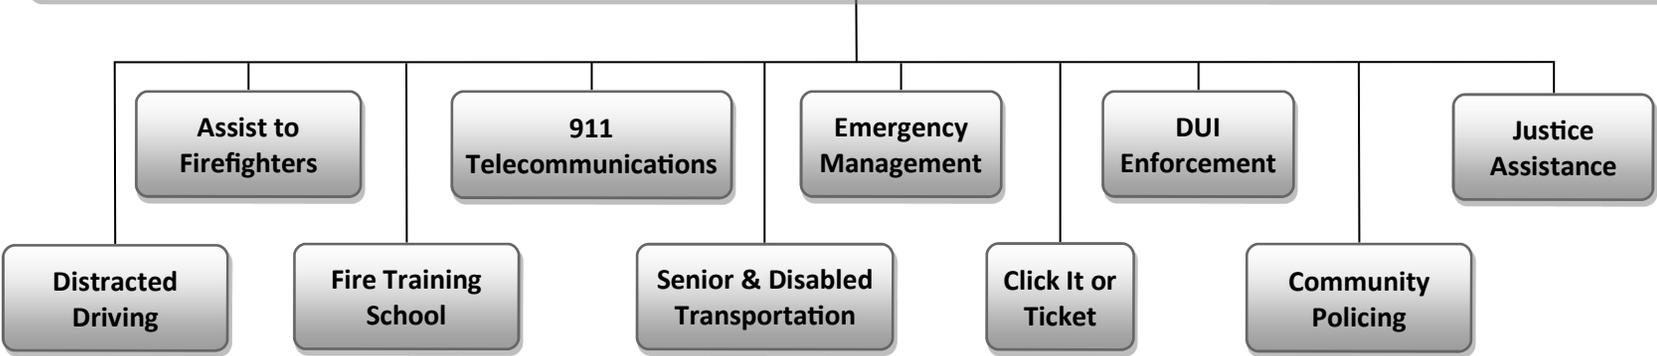 Assist to
Firefighters
911
Telecommunications
Emergency
Management
DUI
Enforcement
Justice
Assistance
Distracted
Driving
Fire Training
School
Senior & Disabled
Transportation
Click It or
Ticket
Community
Policing